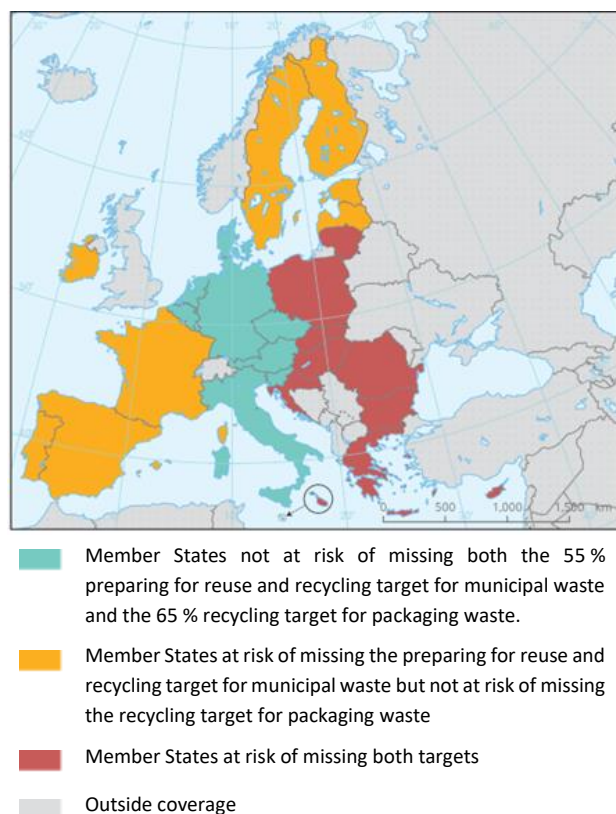 0 500 1,000 1,500 km
Member States not at risk of missing both the 55 %
preparing for reuse and recycling target for municipal waste
and the 65 % recycling target for packaging waste.
Member States at risk of missing the preparing for reuse and
recycling target for municipal waste but not at risk of missing
the recycling target for packaging waste
Member States at risk of missing both targets
Outside coverage